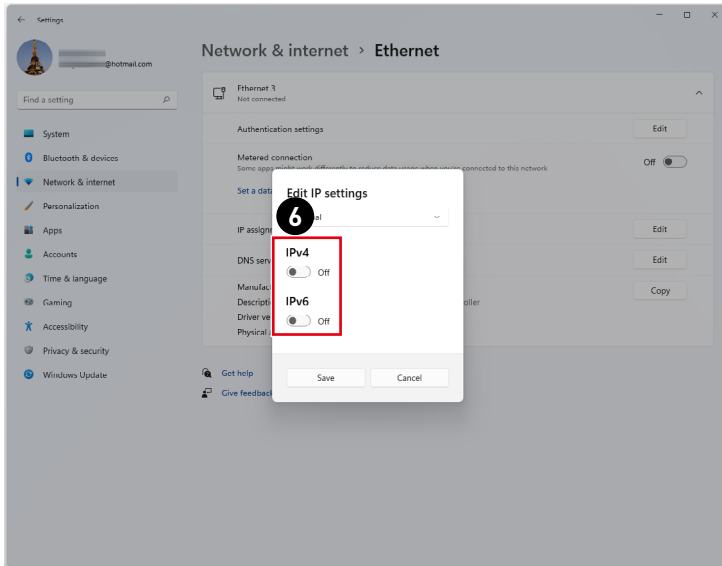 Settings
@hotmail.com
Find a setting
System
Bluetooth & devices
Network & internet
Personalization
Apps
Accounts
Time & language
Gaming
Accessibility
Privacy & security
Windows Update
Network & internet > Ethernet
Ethernet 3
Not connected
Authentication settings
Edit
Metered connection
Some apps might work differently to reduce data usage when you're connected to this network
Off
Set a data
IP assign
Edit
DNS serv
Edit
Manufac
Copy
Descripti
oller
Driver ve
Physical
Get help
Give feedback
Edit IP settings
6
al
IPv4
Off
IPv6
Off
Save
Cancel